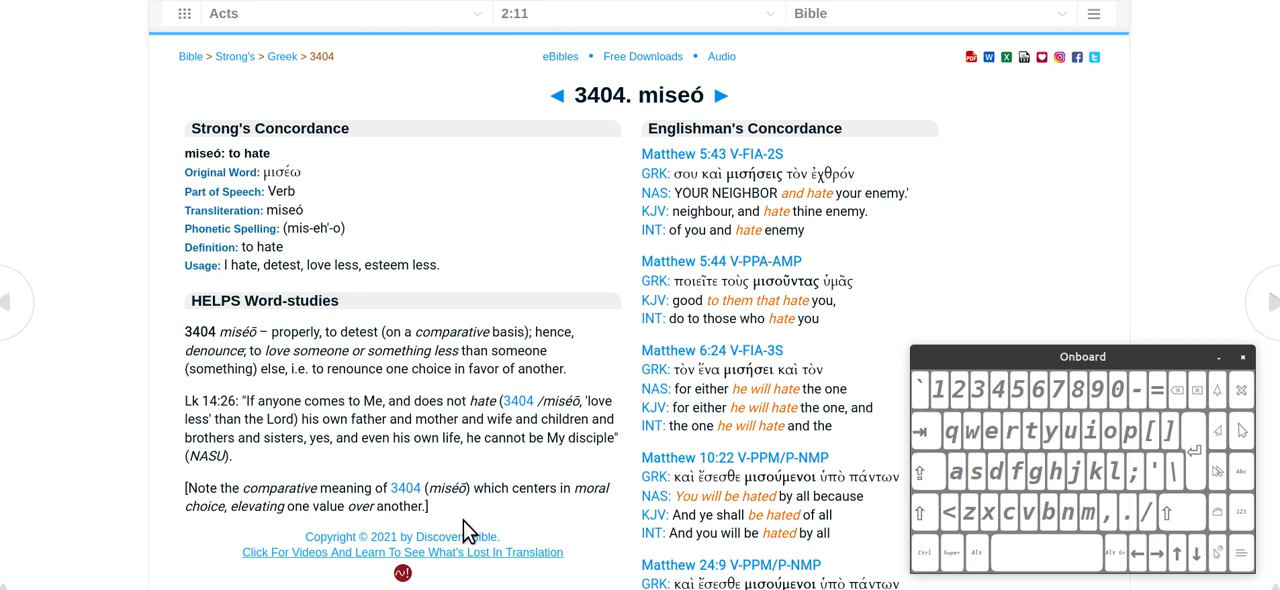 Acts
2:11
Bible
Bible > Strong's > Greek > 3404
eBibles • Free Downloads • Audio
◄ 3404. miseó ►
Strong's Concordance
miseó: to hate
Original Word: μισέω
Part of Speech: Verb
Transliteration: miseó
Phonetic Spelling: (mis-eh'-o)
Definition: to hate
Usage: I hate, detest, love less, esteem less.
HELPS Word-studies
3404 miséō – properly, to detest (on a comparative basis); hence,
denounce; to love someone or something less than someone
(something) else, i.e. to renounce one choice in favor of another.
Lk 14:26: "If anyone comes to Me, and does not hate (3404 /miséō, 'love
less' than the Lord) his own father and mother and wife and children and
brothers and sisters, yes, and even his own life, he cannot be My disciple"
(NASU).
[Note the comparative meaning of 3404 (miséō) which centers in moral
choice, elevating one value over another.]
Copyright © 2021 by Discover Bible.
Click For Videos And Learn To See What's Lost In Translation
Englishman's Concordance
Matthew 5:43 V-FIA-2S
GRK: σου καὶ μισήσεις τὸν ἐχθρόν
NAS: YOUR NEIGHBOR and hate your enemy.'
KJV: neighbour, and hate thine enemy.
INT: of you and hate enemy
Matthew 5:44 V-PPA-AMP
GRK: ποιεῖτε τοὺς μισοῦντας ὑμᾶς
KJV: good to them that hate you,
INT: do to those who hate you
Matthew 6:24 V-FIA-3S
GRK: τὸν ἕνα μισήσει καὶ τὸν
NAS: for either he will hate the one
KJV: for either he will hate the one, and
INT: the one he will hate and the
Matthew 10:22 V-PPM/P-NMP
GRK: καὶ ἔσεσθε μισούμενοι ὑπὸ πάντων
NAS: You will be hated by all because
KJV: And ye shall be hated of all
INT: And you will be hated by all
Matthew 24:9 V-PPM/P-NMP
GRK: καὶ ἔσεσθε μισούμενοι ὑπὸ πάντων
Onboard
` 1 2 3 4 5 6 7 8 9 0 - =
q w e r t y u i o p [ ]
a s d f g h j k l ; ' \ Abc
< z x c v b n m , . / 123
Ctrl Super Alt Alt Gr